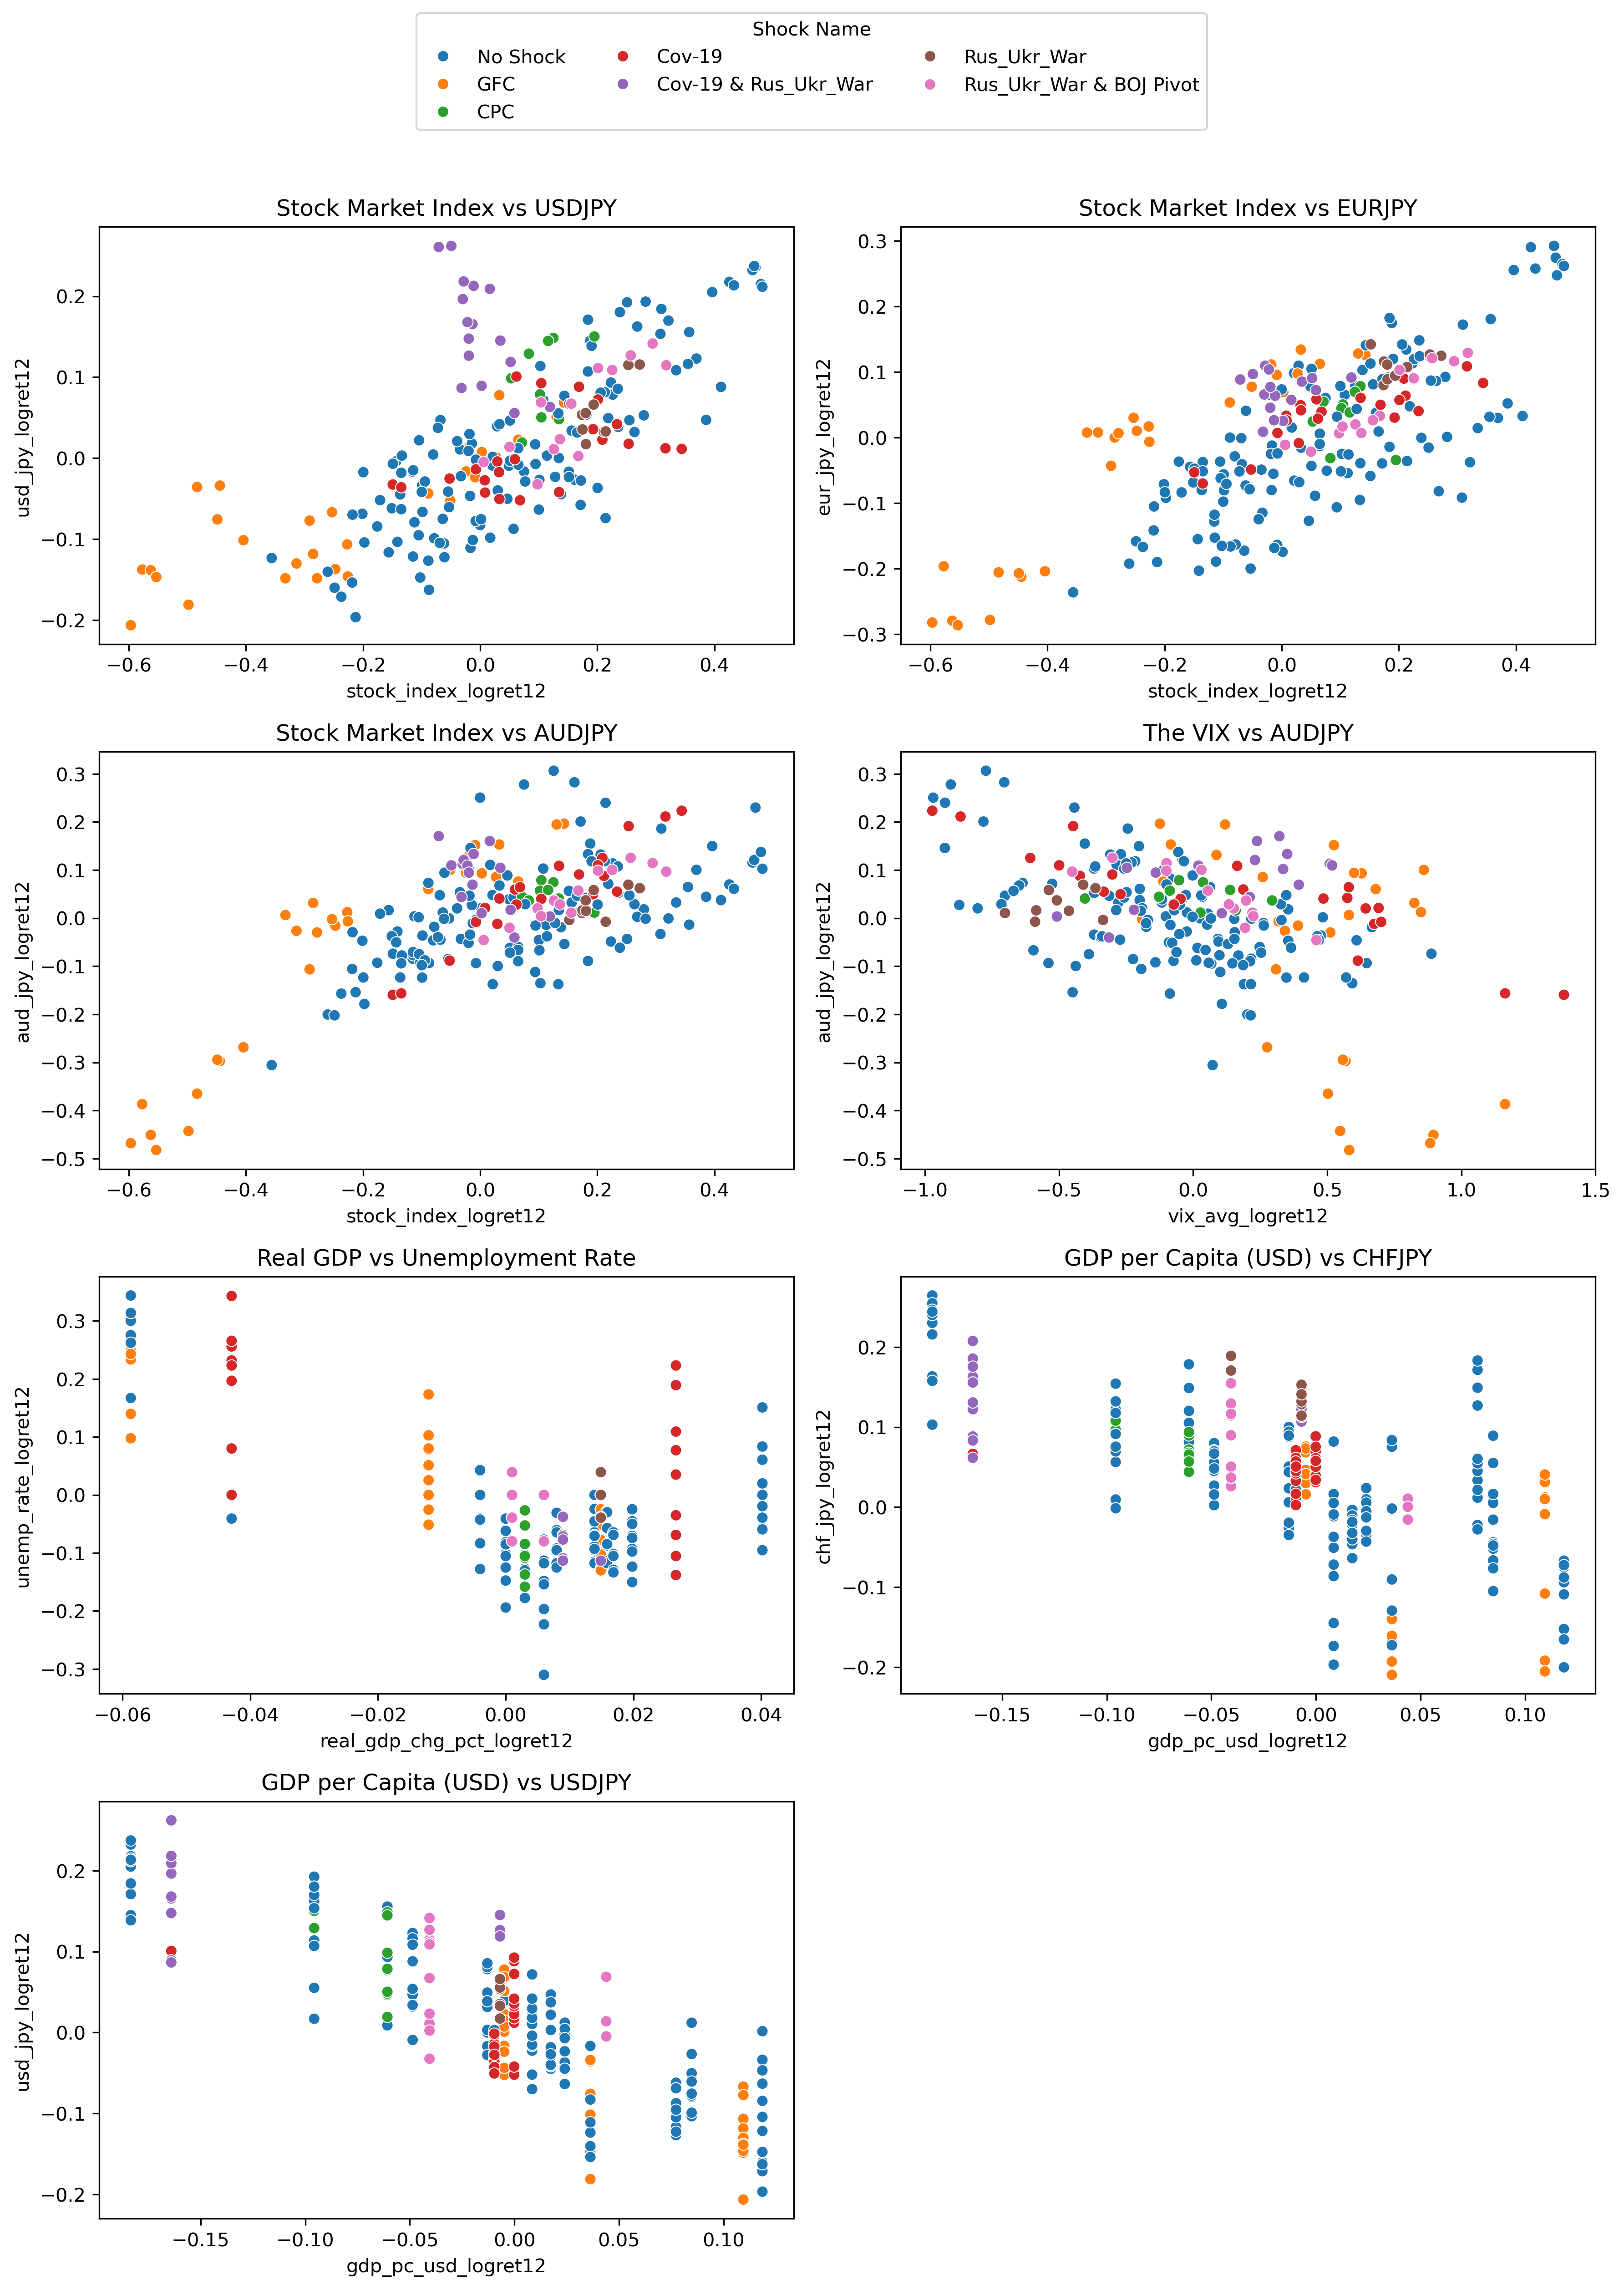 Shock Name
No Shock
GFC
CPC
Cov-19
Cov-19 & Rus_Ukr_War
Rus_Ukr_War
Rus_Ukr_War & BOJ Pivot
Stock Market Index vs USDJPY
usd_jpy_logret12
0.2
0.1
0.0
−0.1
−0.2
−0.6 −0.4 −0.2 0.0 0.2 0.4
stock_index_logret12
Stock Market Index vs EURJPY
eur_jpy_logret12
0.3
0.2
0.1
0.0
−0.1
−0.2
−0.3
−0.6 −0.4 −0.2 0.0 0.2 0.4
stock_index_logret12
Stock Market Index vs AUDJPY
aud_jpy_logret12
0.3
0.2
0.1
0.0
−0.1
−0.2
−0.3
−0.4
−0.5
−0.6 −0.4 −0.2 0.0 0.2 0.4
stock_index_logret12
The VIX vs AUDJPY
aud_jpy_logret12
0.3
0.2
0.1
0.0
−0.1
−0.2
−0.3
−0.4
−0.5
−1.0 −0.5 0.0 0.5 1.0 1.5
vix_avg_logret12
Real GDP vs Unemployment Rate
unemp_rate_logret12
0.3
0.2
0.1
0.0
−0.1
−0.2
−0.3
−0.06 −0.04 −0.02 0.00 0.02 0.04
real_gdp_chg_pct_logret12
GDP per Capita (USD) vs CHFJPY
chf_jpy_logret12
0.2
0.1
0.0
−0.1
−0.2
−0.15 −0.10 −0.05 0.00 0.05 0.10
gdp_pc_usd_logret12
GDP per Capita (USD) vs USDJPY
usd_jpy_logret12
0.2
0.1
0.0
−0.1
−0.2
−0.15 −0.10 −0.05 0.00 0.05 0.10
gdp_pc_usd_logret12